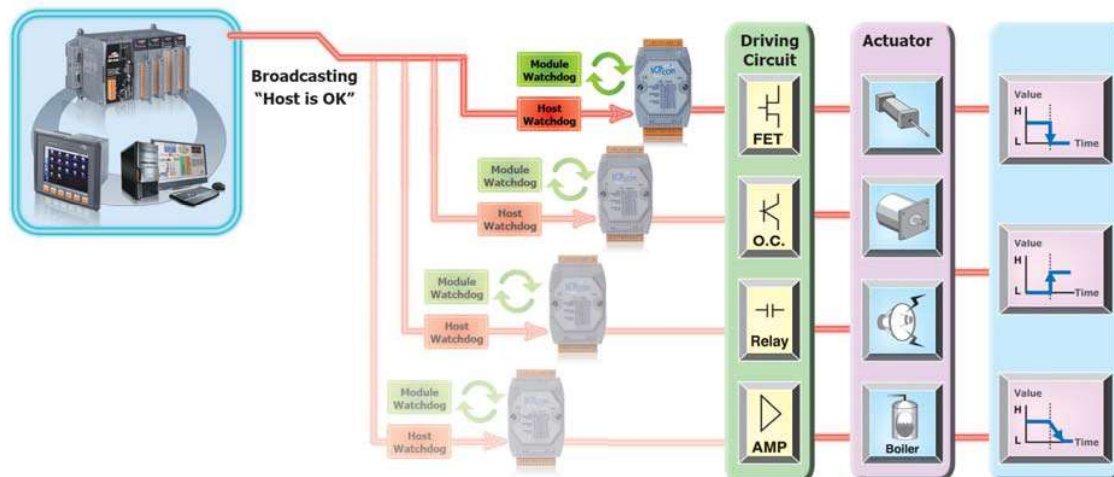 Broadcasting
“Host is OK”
Module
Watchdog
Host
Watchdog
Module
Watchdog
Host
Watchdog
Module
Watchdog
Host
Watchdog
Module
Watchdog
Host
Watchdog
Driving
Circuit
FET
O.C.
Relay
AMP
Actuator
Boiler
Value
H
L
Time
Value
H
L
Time
Value
H
L
Time